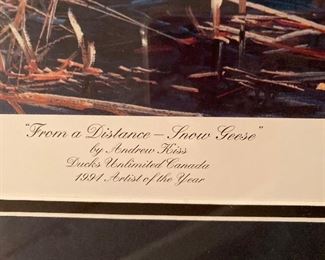 "From a Distance – Snow Geese"
by Andrew Kiss
Ducks Unlimited Canada
1991 Artist of the Year